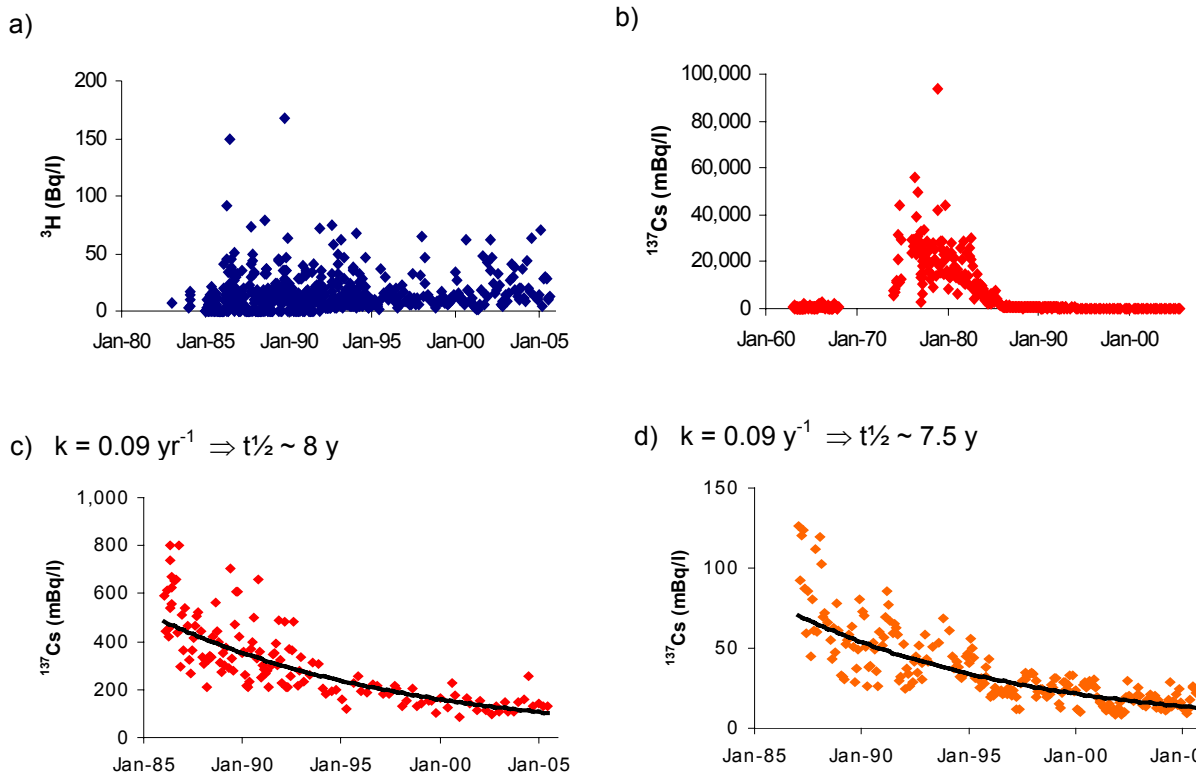 a)
³H (Bq/l)
200
150
100
50
0
Jan-80 Jan-85 Jan-90 Jan-95 Jan-00 Jan-05
b)
¹³⁷Cs (mBq/l)
100,000
80,000
60,000
40,000
20,000
0
Jan-60 Jan-70 Jan-80 Jan-90 Jan-00
c) k = 0.09 yr⁻¹ ⇒ t½ ~ 8 y
¹³⁷Cs (mBq/l)
1,000
800
600
400
200
0
Jan-85 Jan-90 Jan-95 Jan-00 Jan-05
d) k = 0.09 y⁻¹ ⇒ t½ ~ 7.5 y
¹³⁷Cs (mBq/l)
150
100
50
0
Jan-85 Jan-90 Jan-95 Jan-00